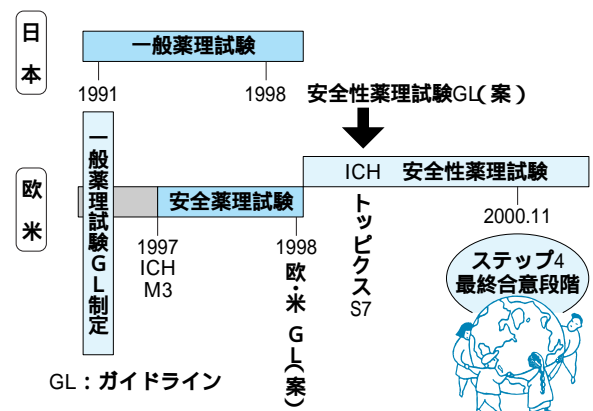 日本
一般薬理試験
1991
1998
安全性薬理試験GL(案)
一般薬理試験GL制定
欧米
ICH 安全性薬理試験
安全薬理試験
1997
ICH
M3
1998
欧・米 GL(案)
トピックス
S7
2000.11
ステップ4
最終合意段階
GL：ガイドライン